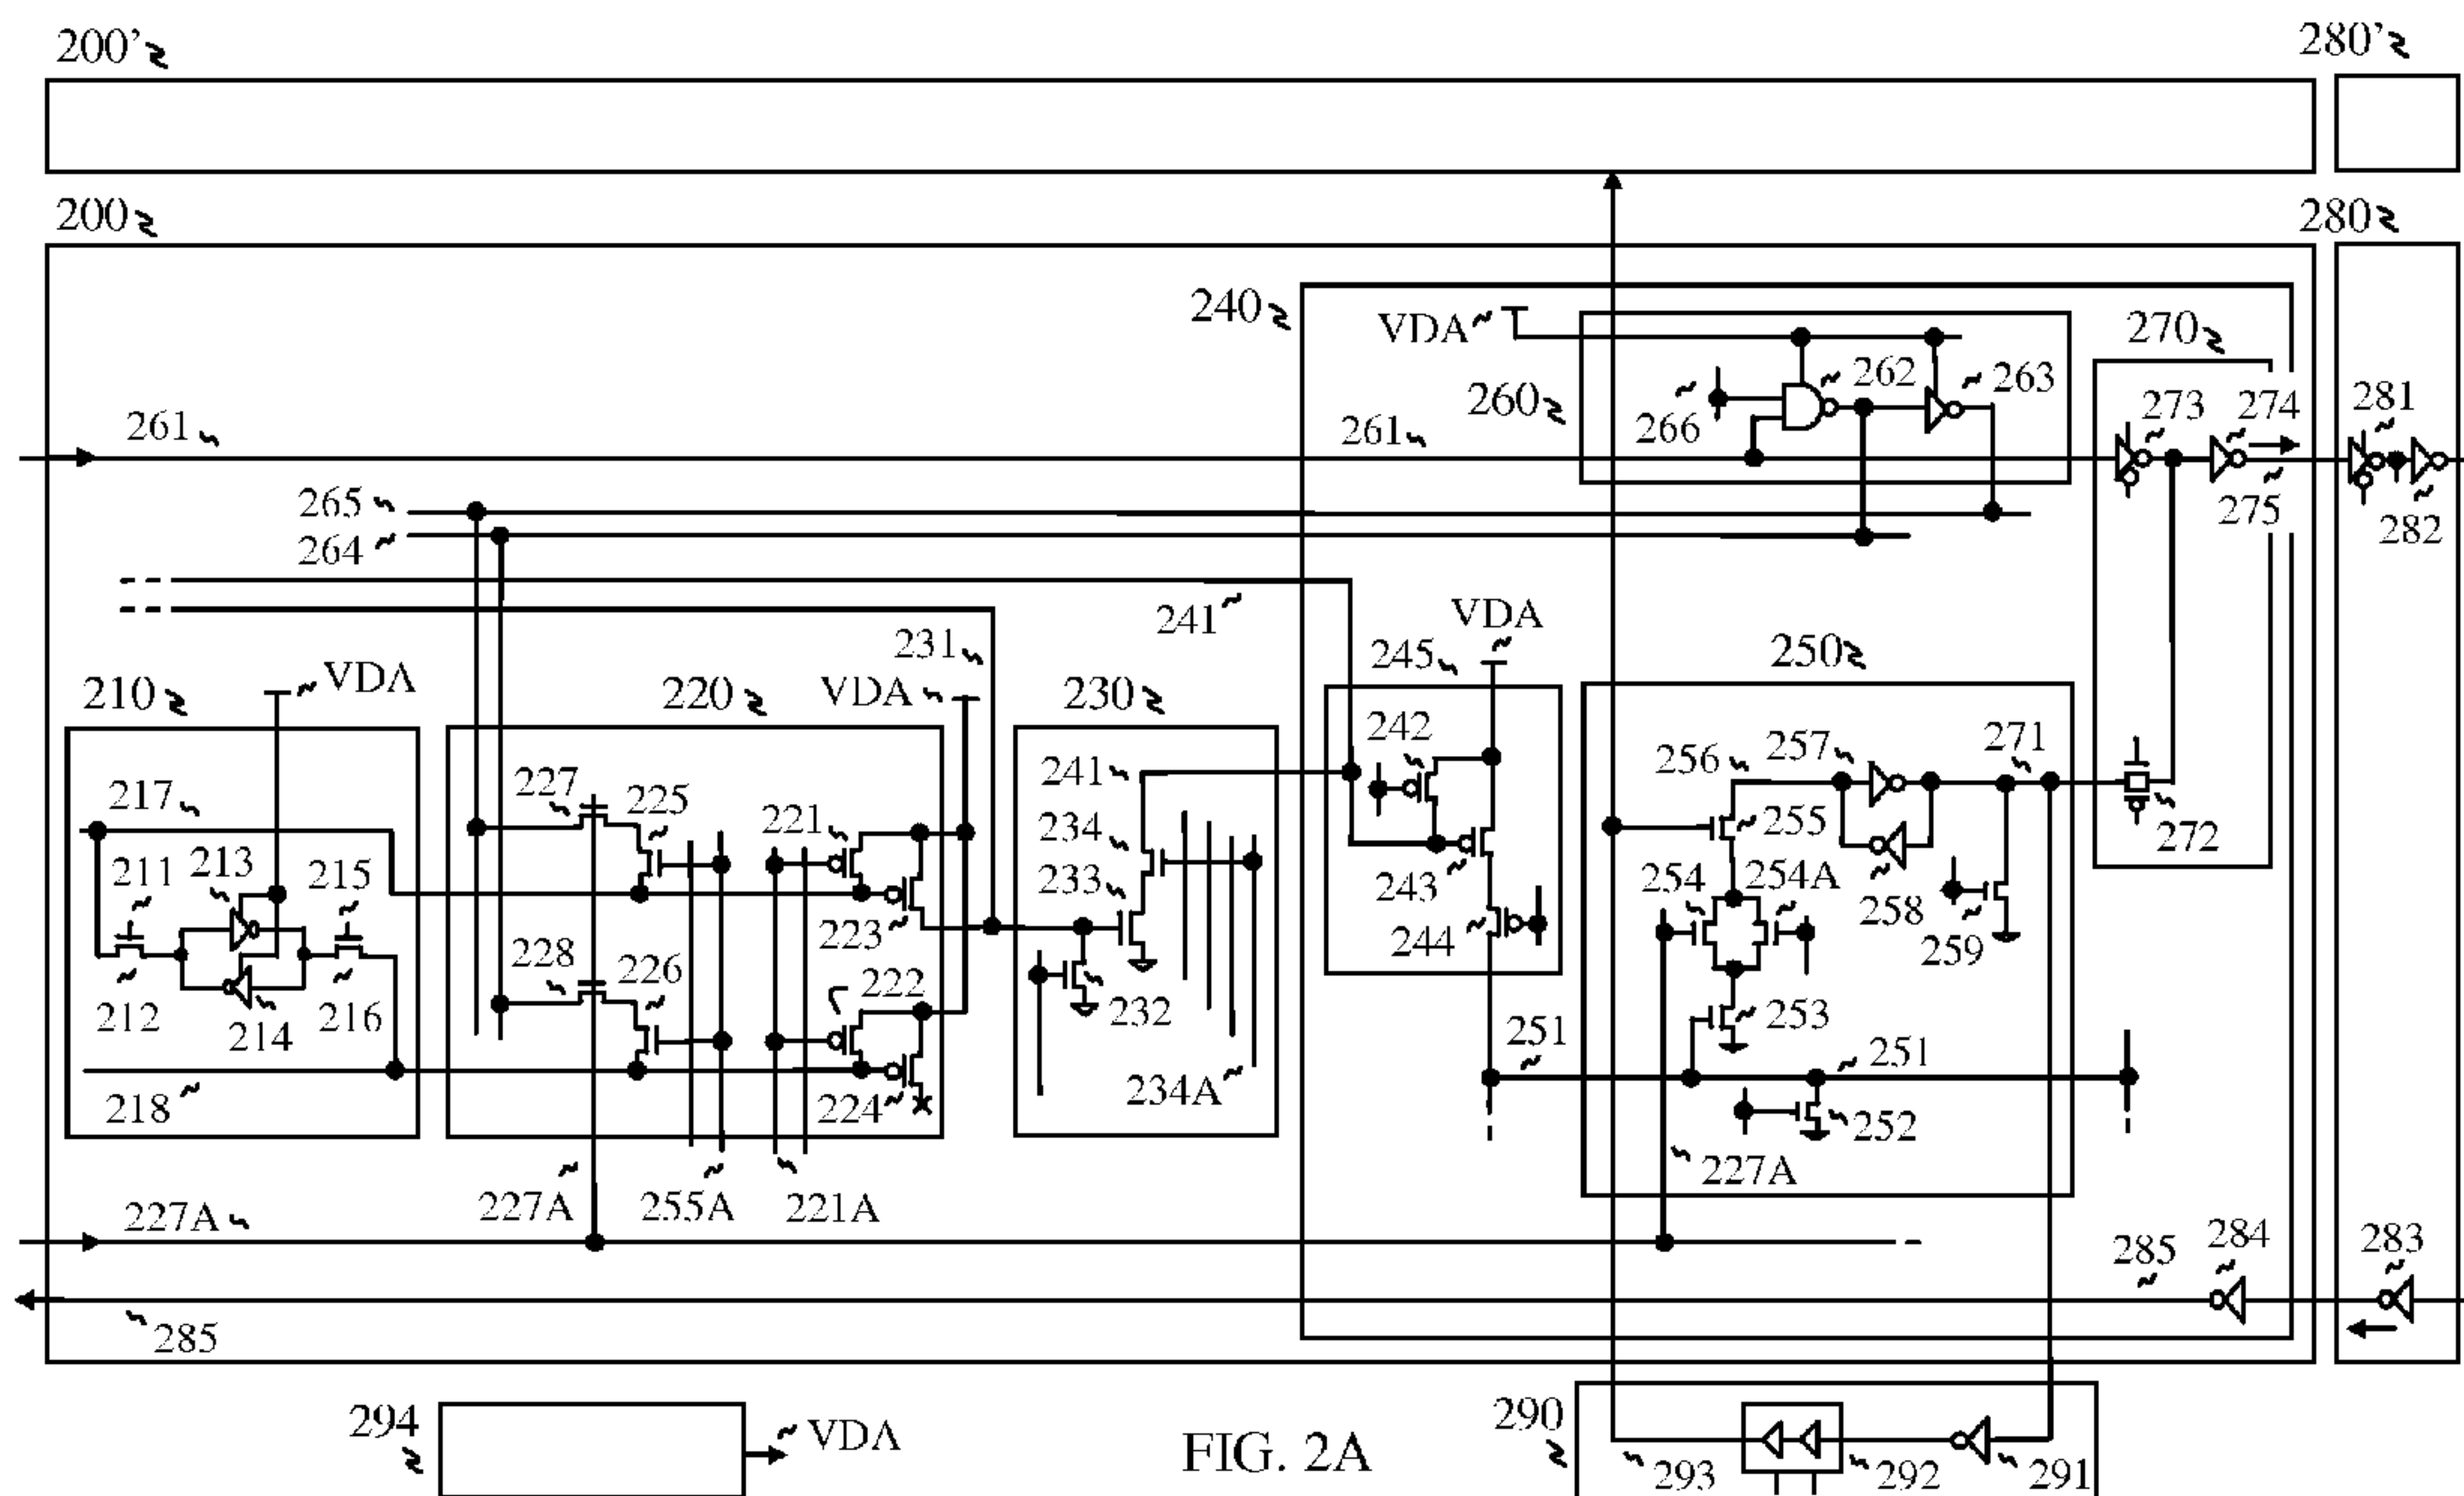 200’ 280’
200 280
240 VDA 270
260 262 263 273 274 281
261 266 261
265 275 282
264
241 VDA
231 245 250
210 VDA 220 VDA 230
242 256 257 271
217 227 225 221 241
211 213 215 234 255 272
233 243 254 254A 258
223 244 259
228 226 222
212 214 216 232 253
251 251
218 224 234A 252
227A
227A 227A 255A 221A
285 284 283
285
294 VDA FIG. 2A 290
293 292 291